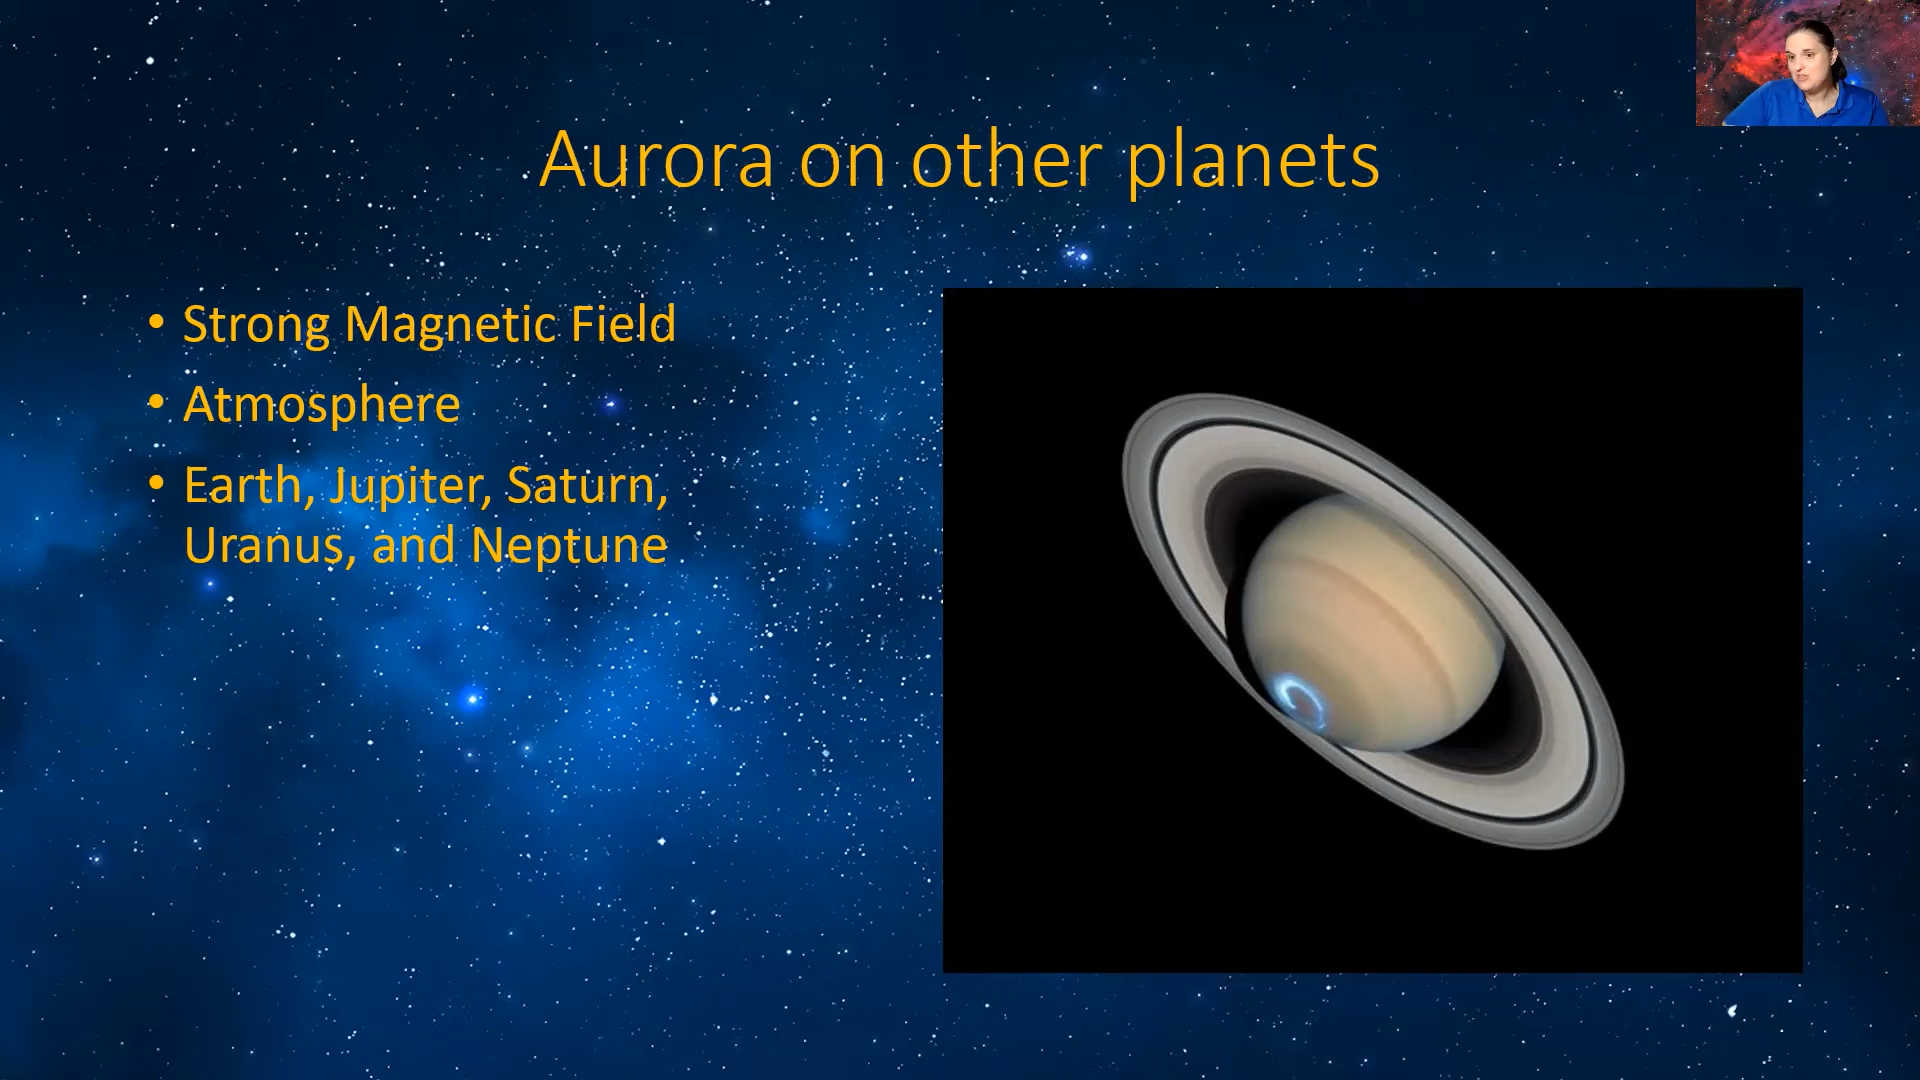 Aurora on other planets
• Strong Magnetic Field
• Atmosphere
• Earth, Jupiter, Saturn,
Uranus, and Neptune